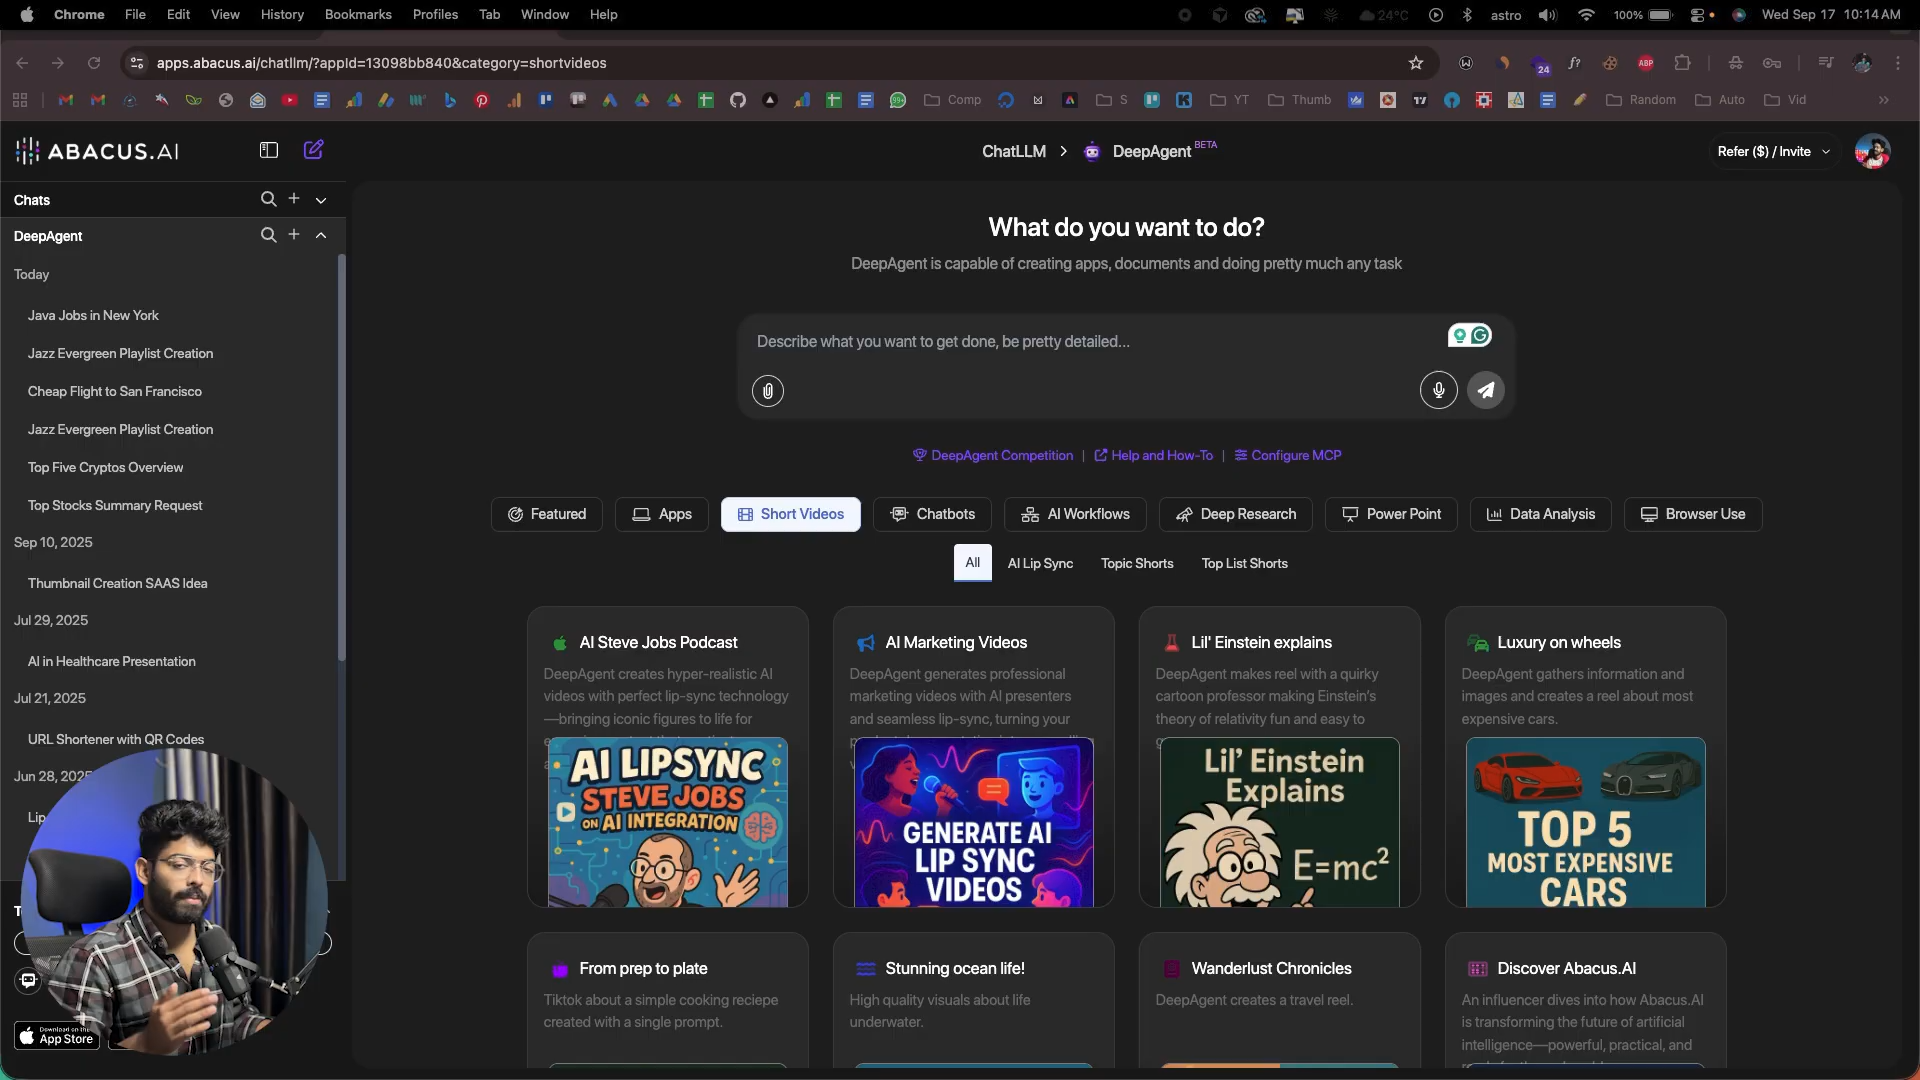 Chrome File Edit View History Bookmarks Profiles Tab Window Help
24°C astro 100% Wed Sep 17 10:14 AM
apps.abacus.ai/chatllm/?appId=13098bb840&category=shortvideos
24 f? ABP
Comp S YT Thumb Random Auto Vid
ABACUS.AI
ChatLLM > DeepAgent BETA
Refer ($) / Invite
Chats
DeepAgent
Today
Java Jobs in New York
Jazz Evergreen Playlist Creation
Cheap Flight to San Francisco
Jazz Evergreen Playlist Creation
Top Five Cryptos Overview
Top Stocks Summary Request
Sep 10, 2025
Thumbnail Creation SAAS Idea
Jul 29, 2025
AI in Healthcare Presentation
Jul 21, 2025
URL Shortener with QR Codes
Jun 28, 2025
Lip
Download on the
App Store
What do you want to do?
DeepAgent is capable of creating apps, documents and doing pretty much any task
Describe what you want to get done, be pretty detailed...
DeepAgent Competition | Help and How-To | Configure MCP
Featured Apps Short Videos Chatbots AI Workflows Deep Research Power Point Data Analysis Browser Use
All AI Lip Sync Topic Shorts Top List Shorts
AI Steve Jobs Podcast
DeepAgent creates hyper-realistic AI
videos with perfect lip-sync technology
—bringing iconic figures to life for
AI LIPSYNC
STEVE JOBS
ON AI INTEGRATION
AI Marketing Videos
DeepAgent generates professional
marketing videos with AI presenters
and seamless lip-sync, turning your
GENERATE AI
LIP SYNC
VIDEOS
Lil' Einstein explains
DeepAgent makes reel with a quirky
cartoon professor making Einstein's
theory of relativity fun and easy to
Lil' Einstein
Explains
E=mc²
Luxury on wheels
DeepAgent gathers information and
images and creates a reel about most
expensive cars.
TOP 5
MOST EXPENSIVE
CARS
From prep to plate
Tiktok about a simple cooking reciepe
created with a single prompt.
Stunning ocean life!
High quality visuals about life
underwater.
Wanderlust Chronicles
DeepAgent creates a travel reel.
Discover Abacus.AI
An influencer dives into how Abacus.AI
is transforming the future of artificial
intelligence—powerful, practical, and